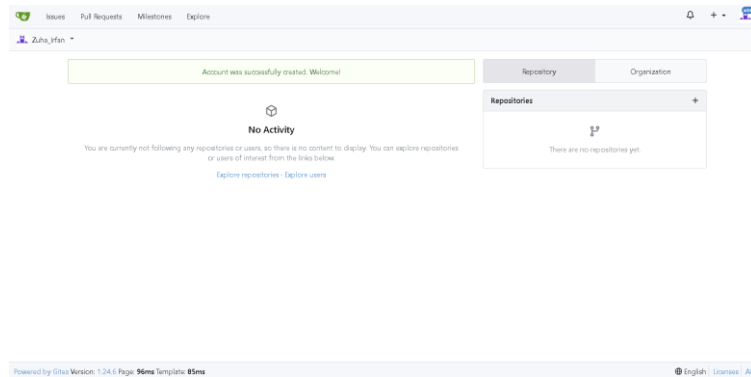 Issues Pull Requests Milestones Explore
Zuha_Irfan
Account was successfully created. Welcome!
Repository Organization
Repositories
No Activity
There are no repositories yet.
You are currently not following any repositories or users, so there is no content to display. You can explore repositories
or users of interest from the links below.
Explore repositories - Explore users
Powered by Gitea Version: 1.24.6 Page: 96ms Template: 85ms
English Licenses